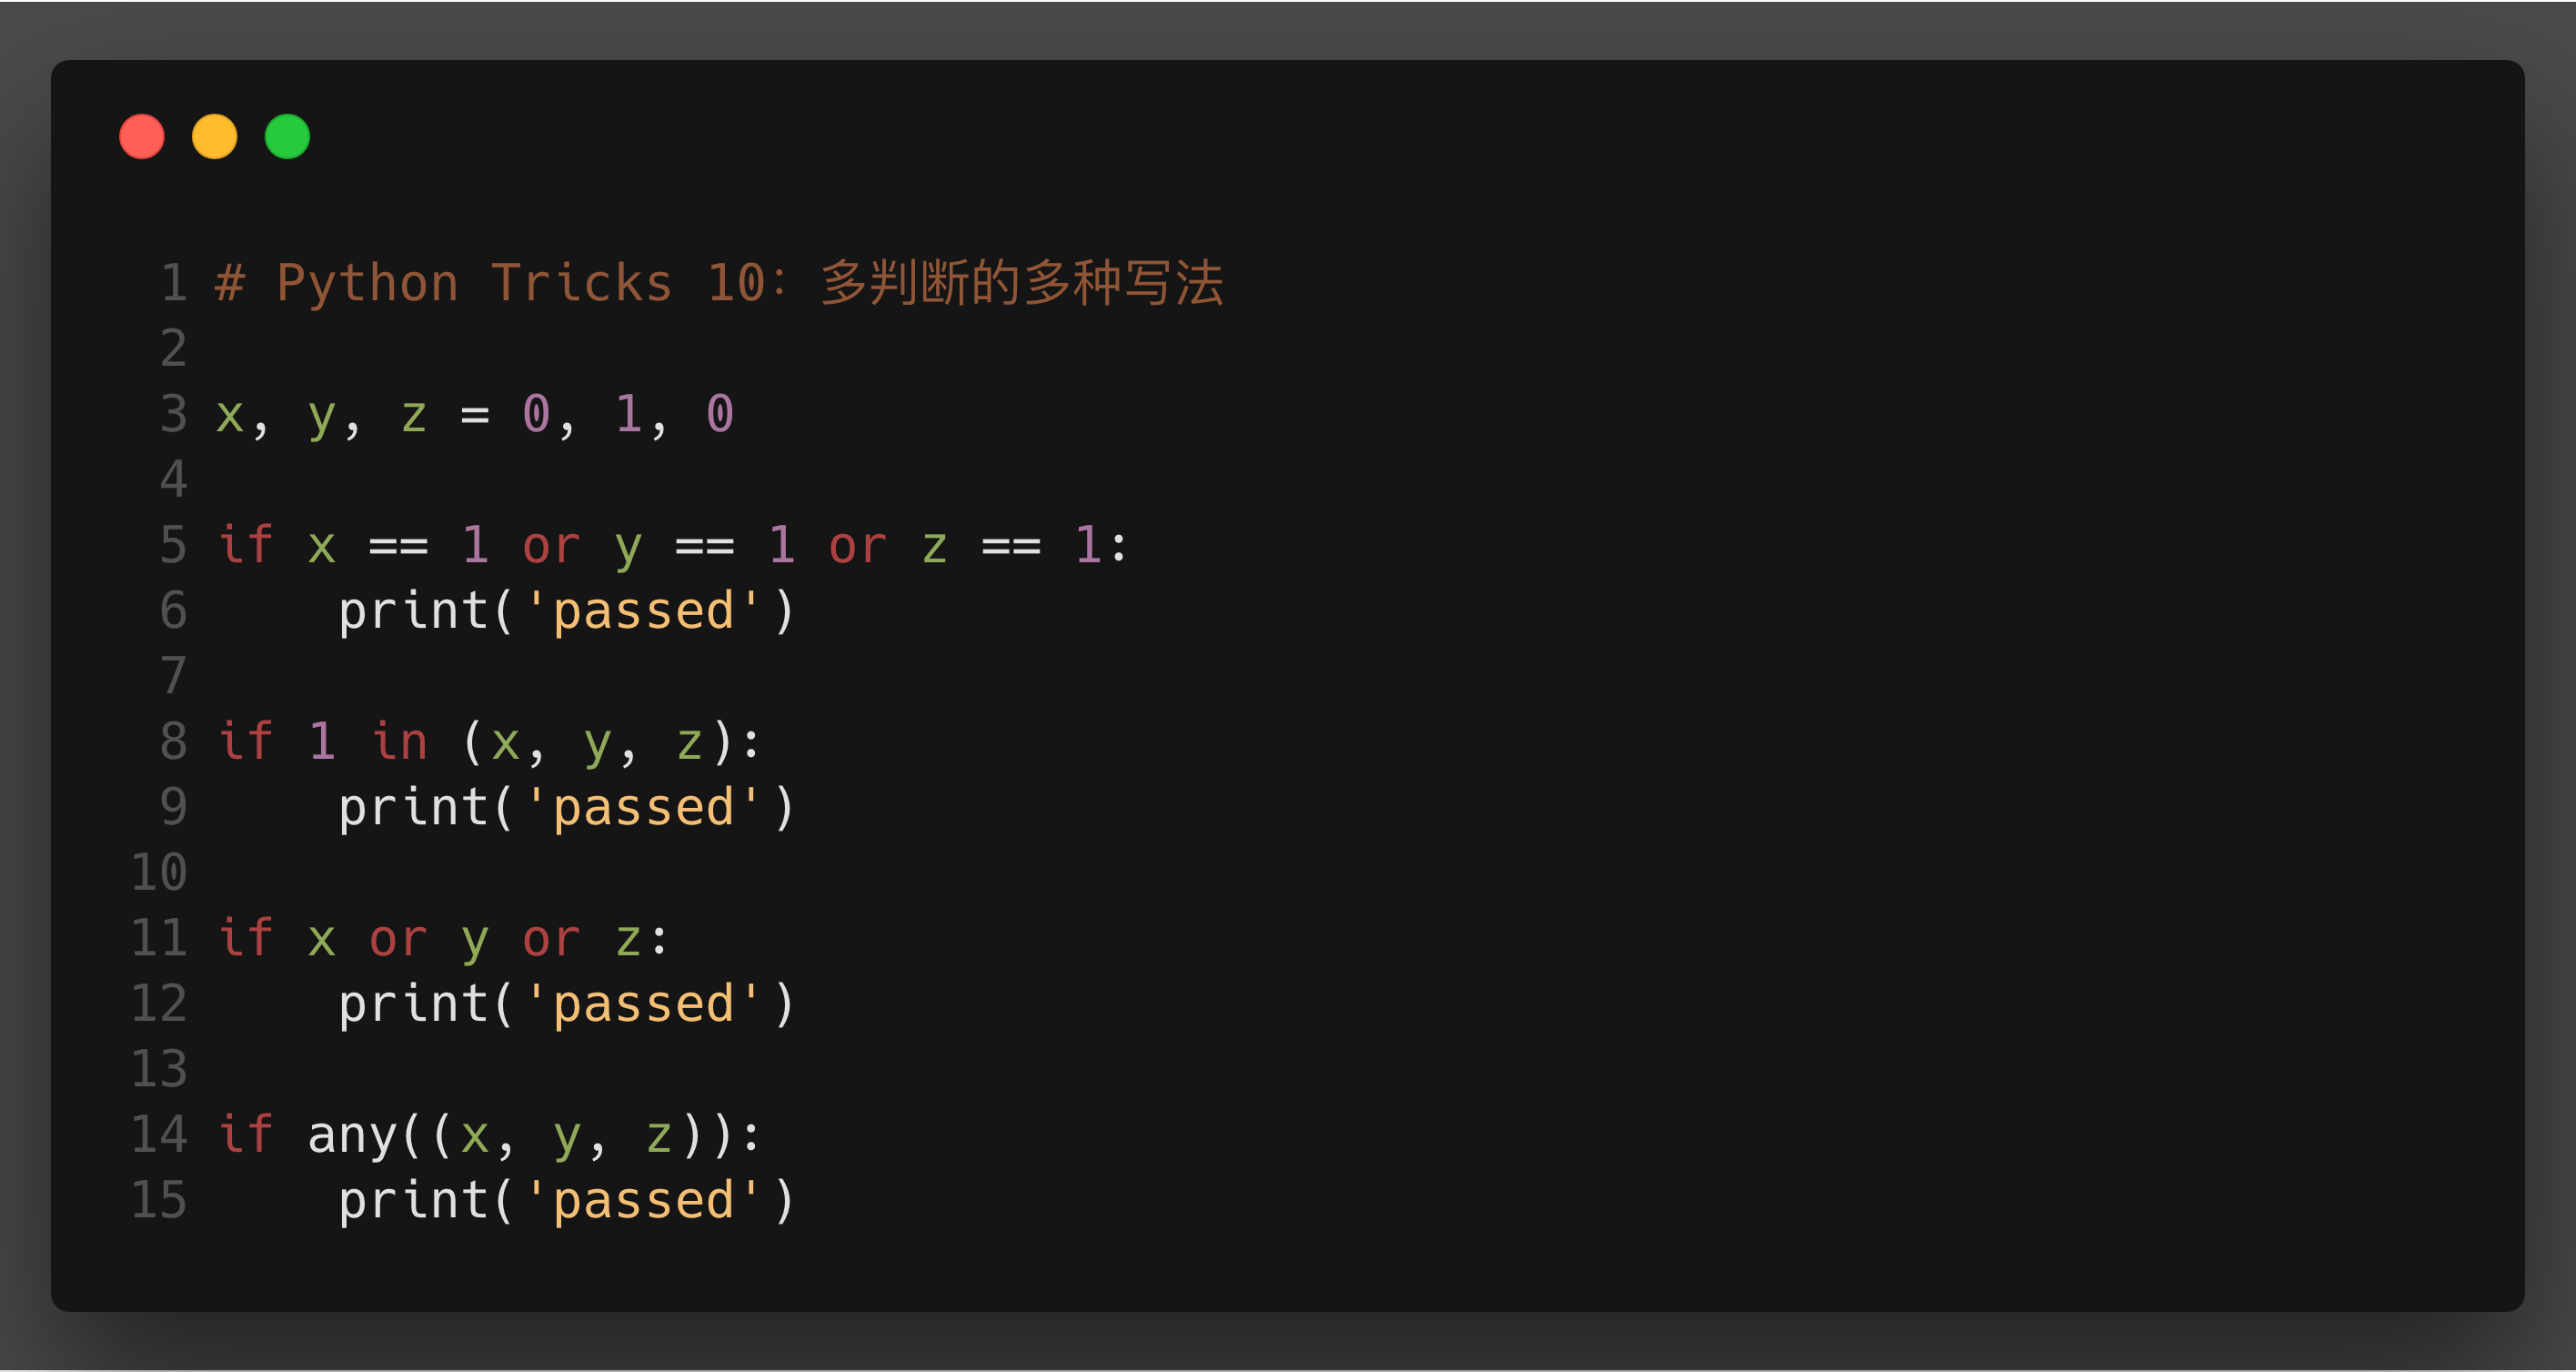 1 # Python Tricks 10：多判断的多种写法
2
3 x, y, z = 0, 1, 0
4
5 if x == 1 or y == 1 or z == 1:
6     print('passed')
7
8 if 1 in (x, y, z):
9     print('passed')
10
11 if x or y or z:
12     print('passed')
13
14 if any((x, y, z)):
15     print('passed')